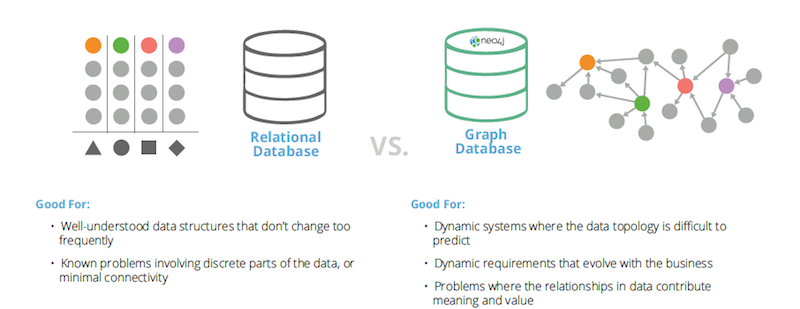 neo4j
Relational
Database
VS.
Graph
Database
Good For:
• Well-understood data structures that don't change too
frequently
• Known problems involving discrete parts of the data, or
minimal connectivity
Good For:
• Dynamic systems where the data topology is difficult to
predict
• Dynamic requirements that evolve with the business
• Problems where the relationships in data contribute
meaning and value